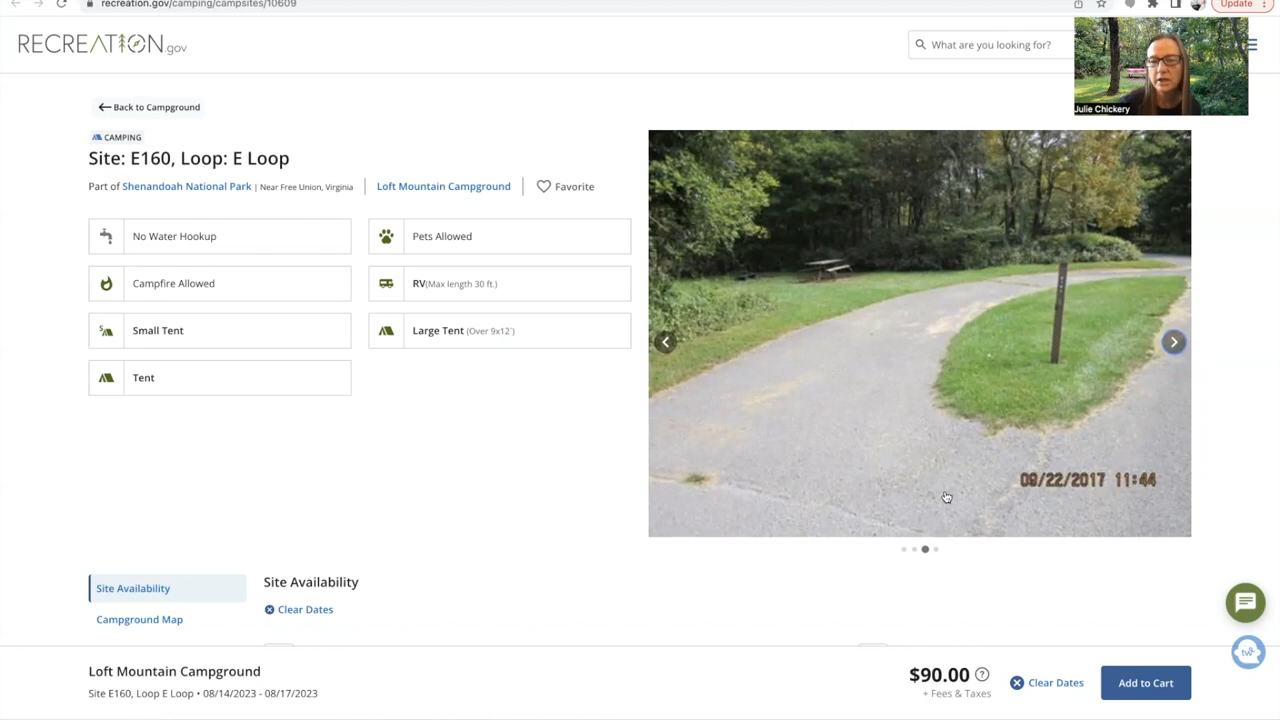 recreation.gov/camping/campsites/10609
Update
RECREATION.gov
What are you looking for?
Julie Chickery
Back to Campground
CAMPING
Site: E160, Loop: E Loop
Part of Shenandoah National Park | Near Free Union, Virginia
Loft Mountain Campground
Favorite
No Water Hookup
Pets Allowed
Campfire Allowed
RV(Max length 30 ft.)
S
Small Tent
Large Tent (Over 9x12`)
Tent
09/22/2017 11:44
Site Availability
Campground Map
Site Availability
Clear Dates
Loft Mountain Campground
Site E160, Loop E Loop • 08/14/2023 - 08/17/2023
$90.00 ?
+ Fees & Taxes
Clear Dates
Add to Cart